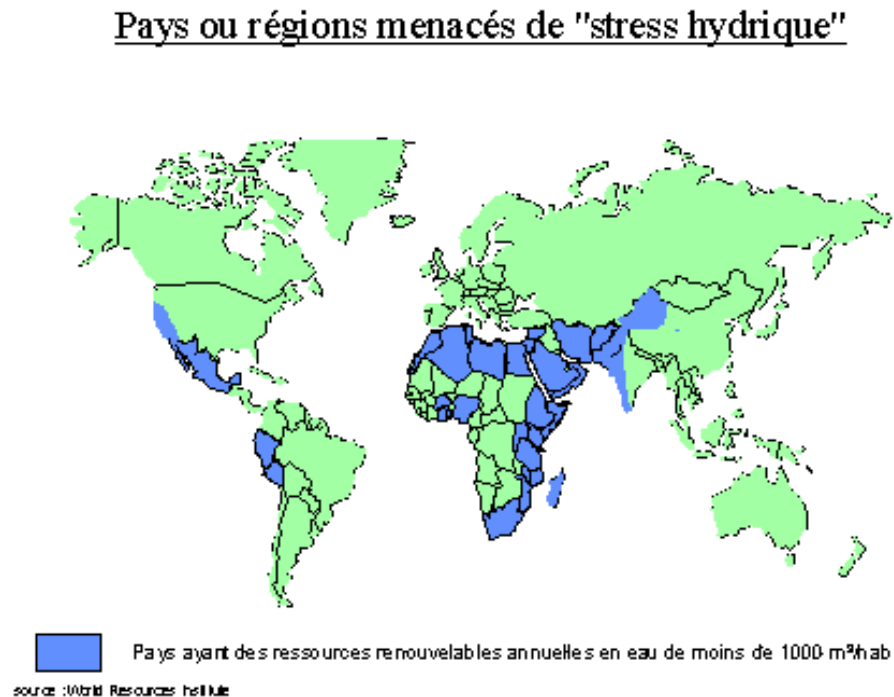 Pays ou régions menacés de "stress hydrique"
Pays ayant des ressources renouvelables annuelles en eau de moins de 1000 m³/hab
source : World Resources Institute